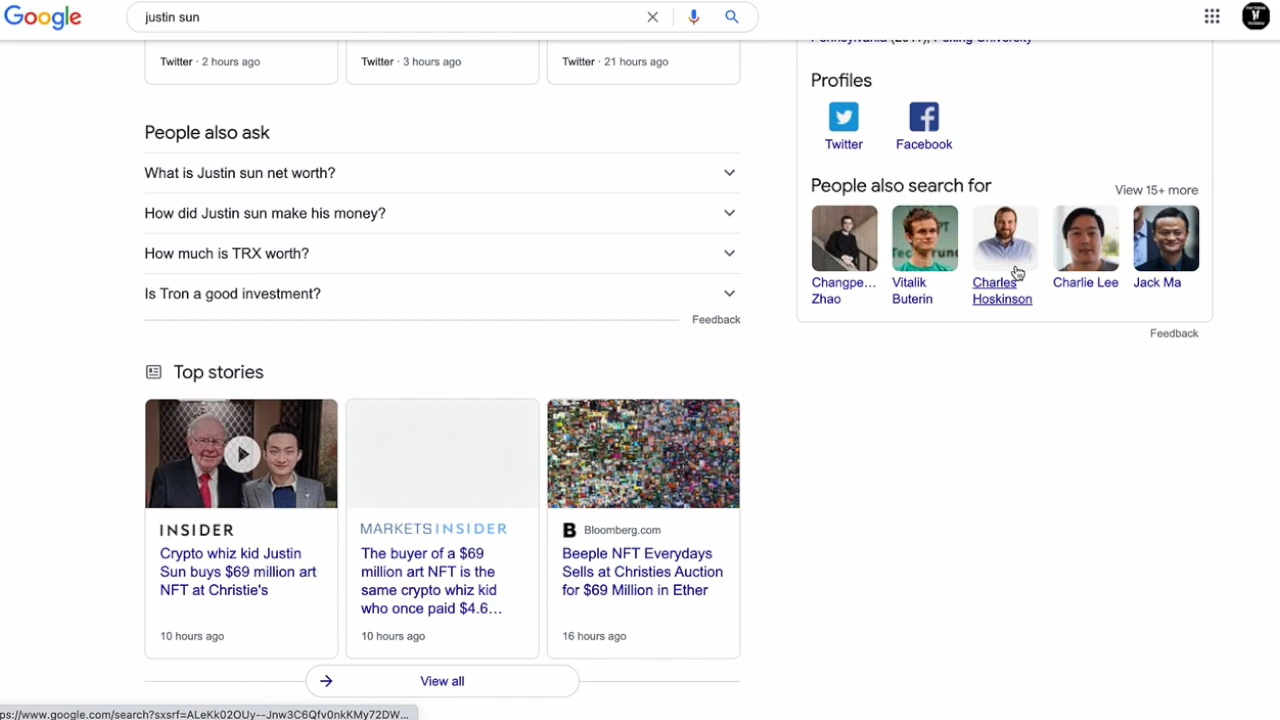 Google
justin sun
Twitter · 2 hours ago
Twitter · 3 hours ago
Twitter · 21 hours ago
People also ask
What is Justin sun net worth?
How did Justin sun make his money?
How much is TRX worth?
Is Tron a good investment?
Feedback
Top stories
INSIDER
Crypto whiz kid Justin
Sun buys $69 million art
NFT at Christie's
10 hours ago
MARKETS INSIDER
The buyer of a $69
million art NFT is the
same crypto whiz kid
who once paid $4.6...
10 hours ago
Bloomberg.com
Beeple NFT Everydays
Sells at Christies Auction
for $69 Million in Ether
16 hours ago
View all
Profiles
Twitter
Facebook
People also search for
View 15+ more
Changpe...
Zhao
Vitalik
Buterin
Charles
Hoskinson
Charlie Lee
Jack Ma
Feedback